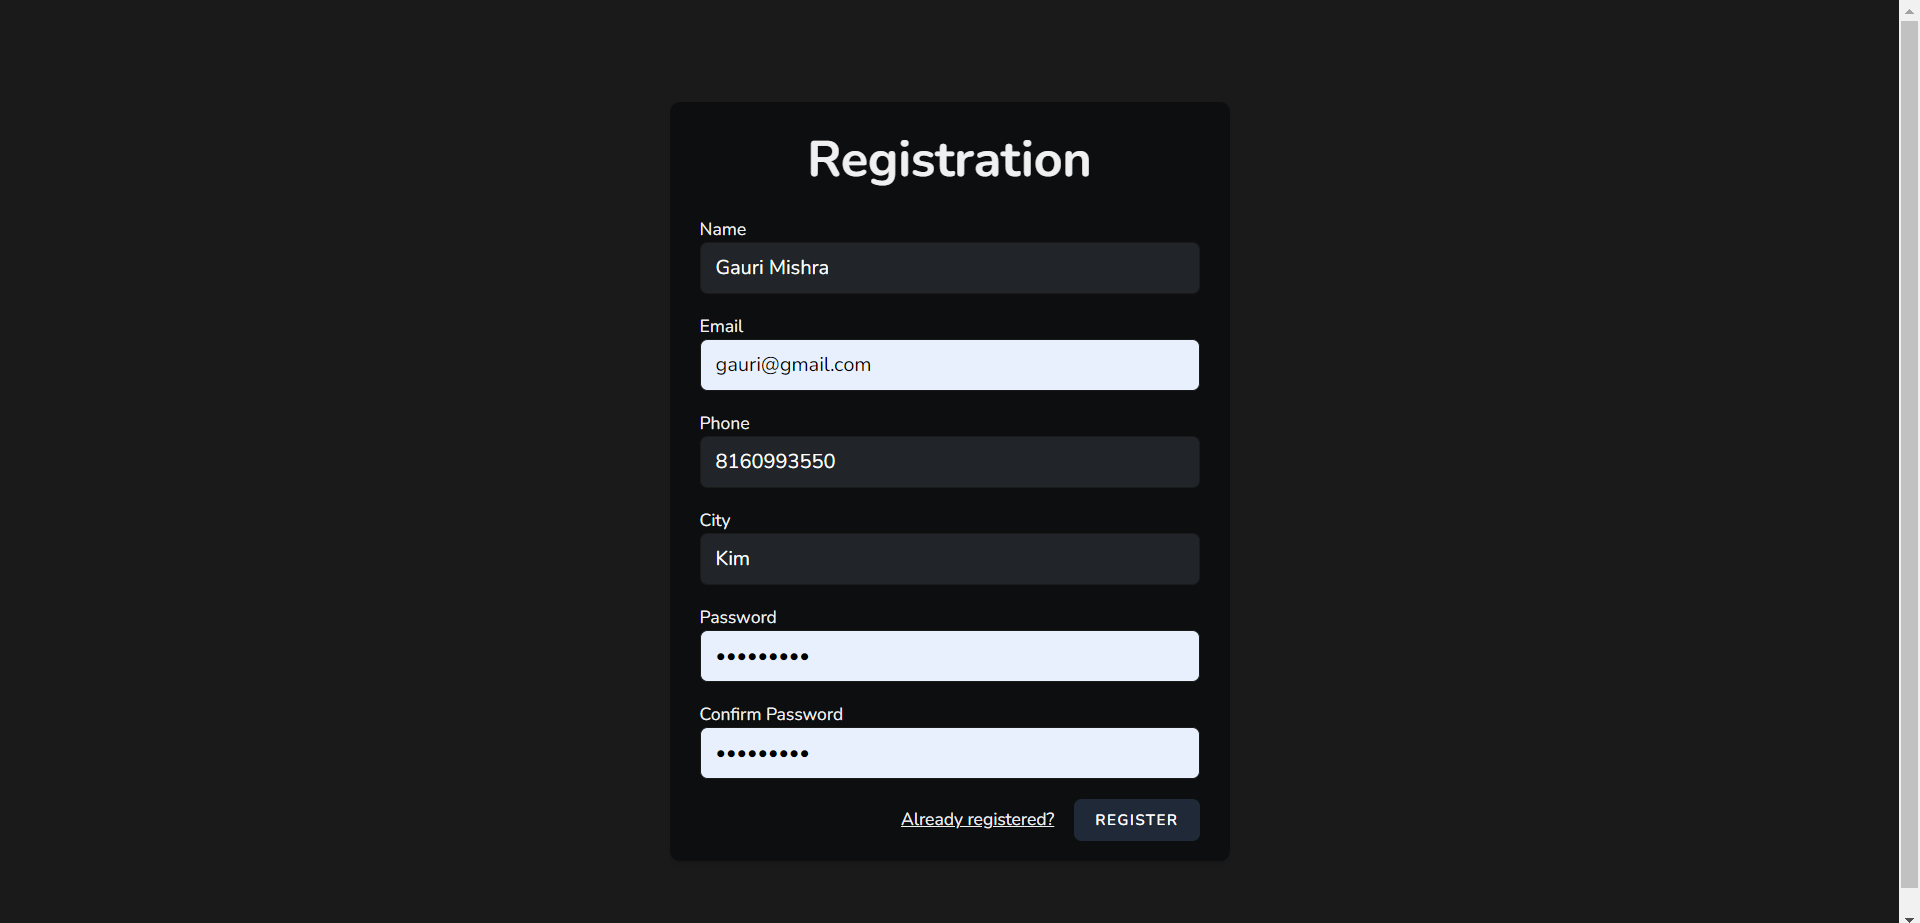 Registration
Name
Gauri Mishra
Email
gauri@gmail.com
Phone
8160993550
City
Kim
Password
•••••••••
Confirm Password
•••••••••
Already registered? REGISTER